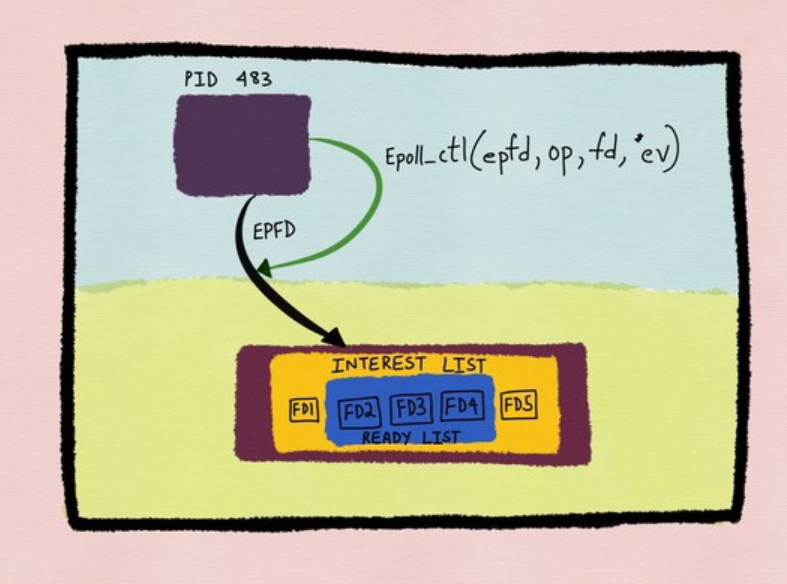 PID 483
Epoll_ctl(epfd, op, fd, *ev)
EPFD
INTEREST LIST
FD1 FD2 FD3 FD4 FD5
READY LIST